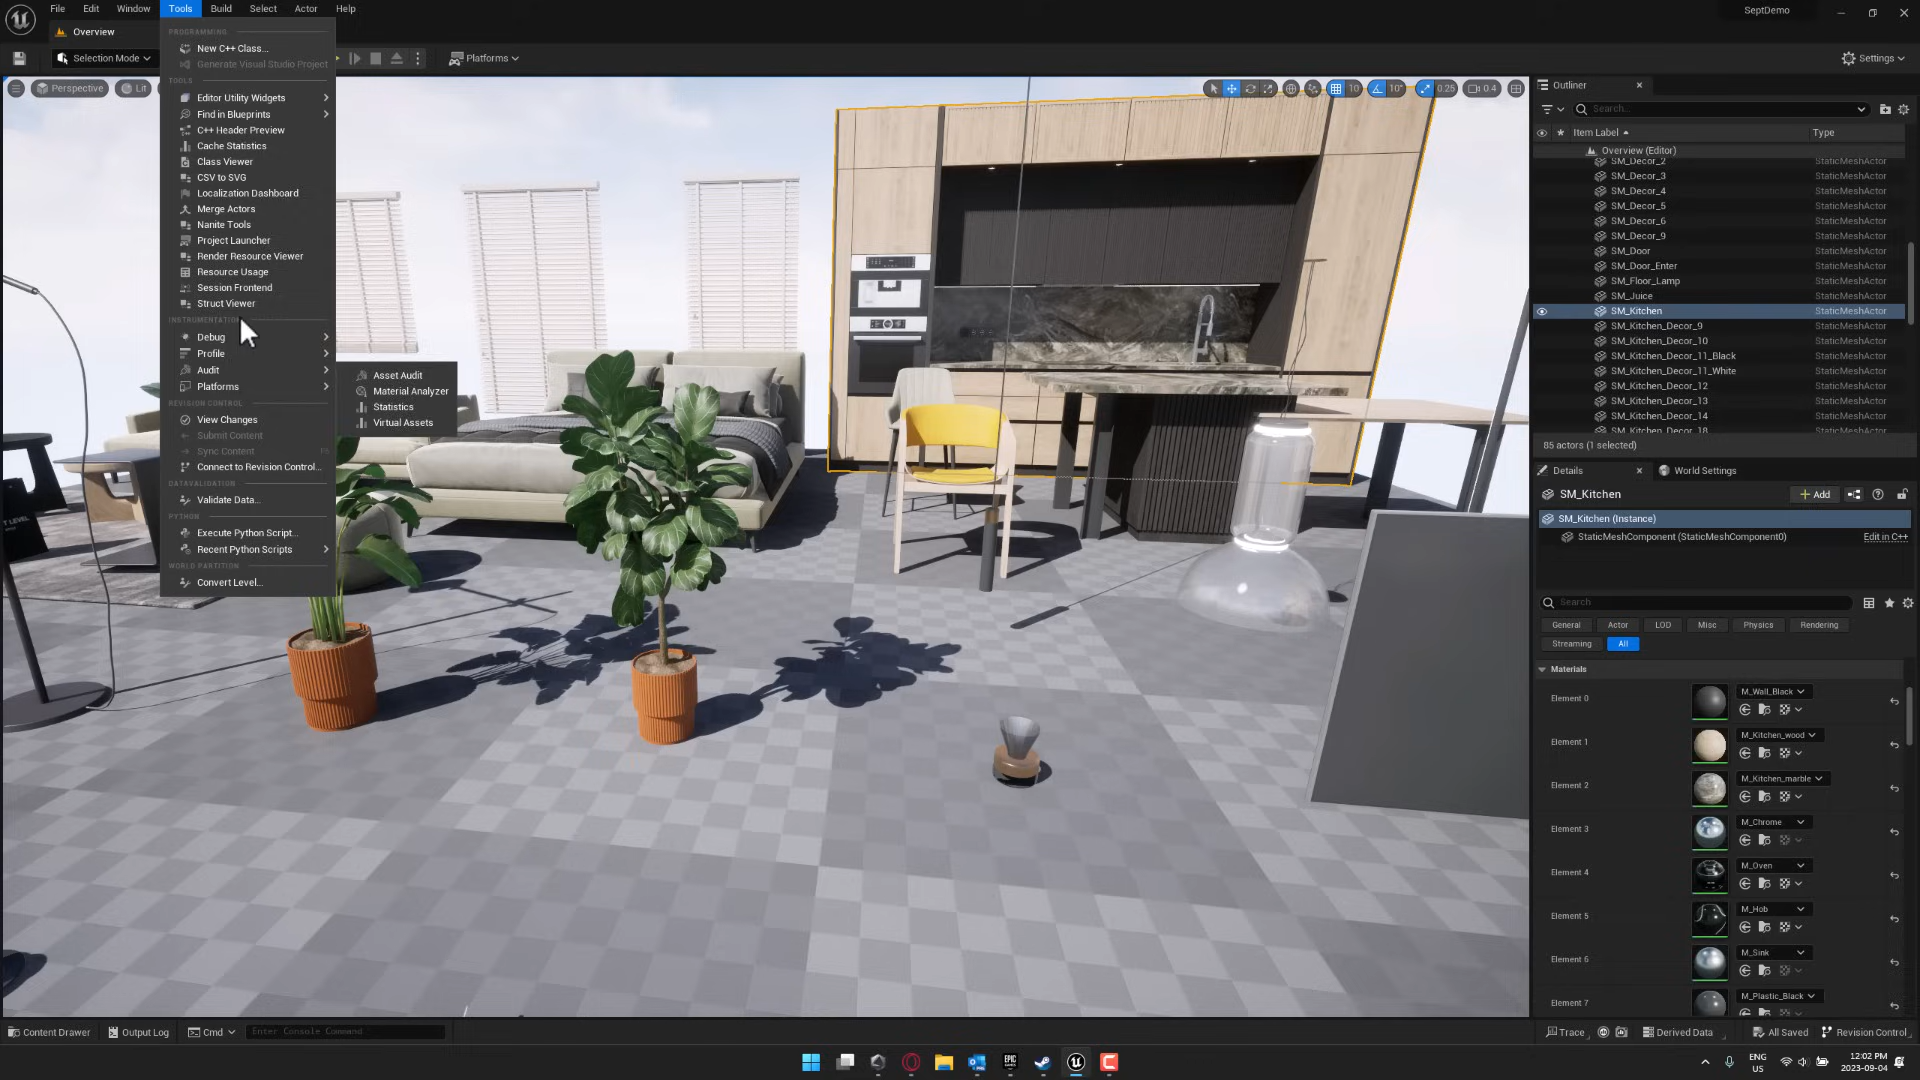 File Edit Window Tools Build Select Actor Help
SeptDemo
Overview
Selection Mode
Platforms
Settings
Perspective
Lit
10
10°
0.25
0.4
PROGRAMMING
New C++ Class...
Generate Visual Studio Project
TOOLS
Editor Utility Widgets
Find in Blueprints
C++ Header Preview
Cache Statistics
Class Viewer
CSV to SVG
Localization Dashboard
Merge Actors
Nanite Tools
Project Launcher
Render Resource Viewer
Resource Usage
Session Frontend
Struct Viewer
INSTRUMENTATION
Debug
Profile
Audit
Platforms
REVISION CONTROL
View Changes
Submit Content
Sync Content
Connect to Revision Control...
DATAVALIDATION
Validate Data...
PYTHON
Execute Python Script...
Recent Python Scripts
WORLD PARTITION
Convert Level...
Asset Audit
Material Analyzer
Statistics
Virtual Assets
Outliner
Search...
Item Label Type
Overview (Editor)
SM_Decor_2 StaticMeshActor
SM_Decor_3 StaticMeshActor
SM_Decor_4 StaticMeshActor
SM_Decor_5 StaticMeshActor
SM_Decor_6 StaticMeshActor
SM_Decor_9 StaticMeshActor
SM_Door StaticMeshActor
SM_Door_Enter StaticMeshActor
SM_Floor_Lamp StaticMeshActor
SM_Juice StaticMeshActor
SM_Kitchen StaticMeshActor
SM_Kitchen_Decor_9 StaticMeshActor
SM_Kitchen_Decor_10 StaticMeshActor
SM_Kitchen_Decor_11_Black StaticMeshActor
SM_Kitchen_Decor_11_White StaticMeshActor
SM_Kitchen_Decor_12 StaticMeshActor
SM_Kitchen_Decor_13 StaticMeshActor
SM_Kitchen_Decor_14 StaticMeshActor
SM_Kitchen_Decor_18 StaticMeshActor
85 actors (1 selected)
Details
World Settings
SM_Kitchen
Add
SM_Kitchen (Instance)
StaticMeshComponent (StaticMeshComponent0) Edit in C++
Search
General Actor LOD Misc Physics Rendering
Streaming All
Materials
Element 0 M_Wall_Black
Element 1 M_Kitchen_wood
Element 2 M_Kitchen_marble
Element 3 M_Chrome
Element 4 M_Oven
Element 5 M_Hob
Element 6 M_Sink
Element 7 M_Plastic_Black
Content Drawer
Output Log
Cmd
Enter Console Command
Trace
Derived Data
All Saved
Revision Control
EPIC
GAMES
ENG
US
12:02 PM
2023-09-04